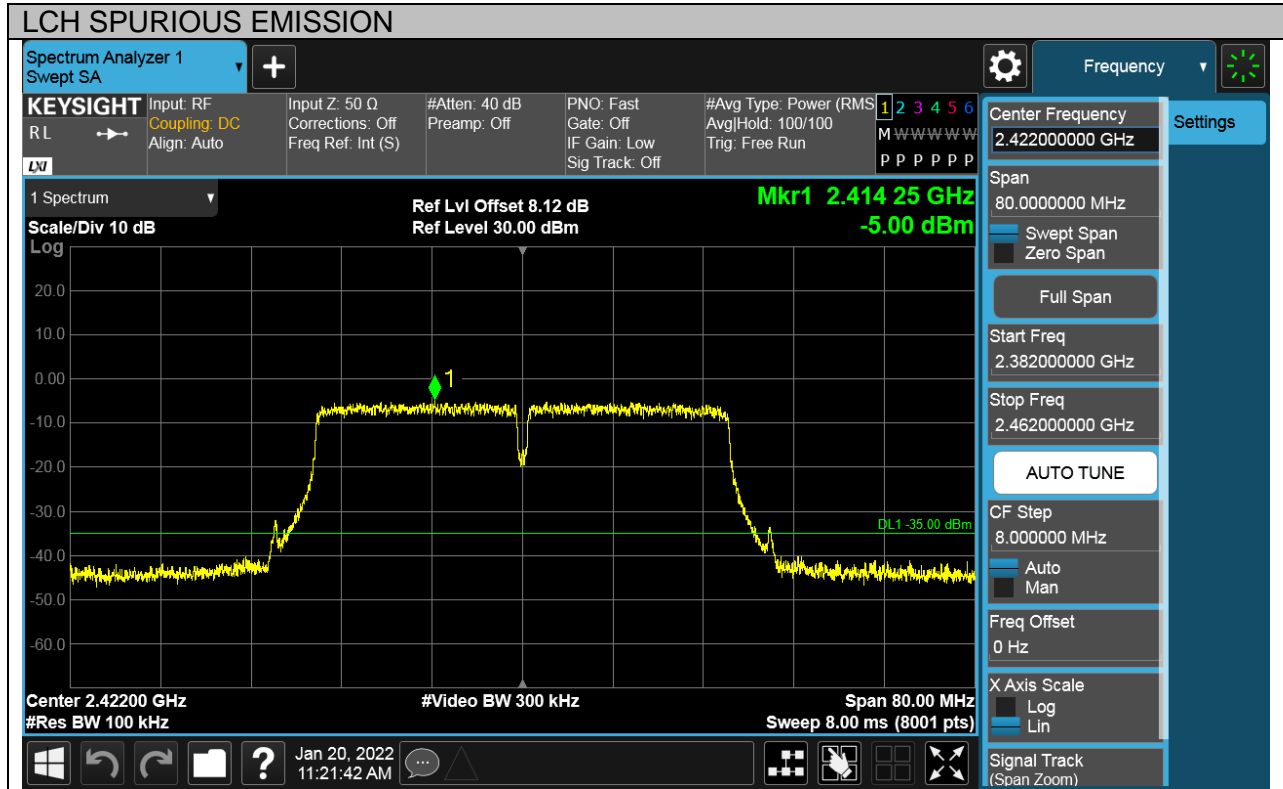 LCH SPURIOUS EMISSION
Spectrum Analyzer 1
Swept SA
+
Frequency
KEYSIGHT
RL
LXI
Input: RF
Coupling: DC
Align: Auto
Input Z: 50 Ω
Corrections: Off
Freq Ref: Int (S)
#Atten: 40 dB
Preamp: Off
PNO: Fast
Gate: Off
IF Gain: Low
Sig Track: Off
#Avg Type: Power (RMS
Avg|Hold: 100/100
Trig: Free Run
1 2 3 4 5 6
M W W W W W
P P P P P P
1 Spectrum
Scale/Div 10 dB
Ref Lvl Offset 8.12 dB
Ref Level 30.00 dBm
Mkr1 2.414 25 GHz
-5.00 dBm
Log
20.0
10.0
0.00
-10.0
-20.0
-30.0
-40.0
-50.0
-60.0
1
DL1 -35.00 dBm
Center 2.42200 GHz
#Res BW 100 kHz
#Video BW 300 kHz
Span 80.00 MHz
Sweep 8.00 ms (8001 pts)
?
Jan 20, 2022
11:21:42 AM
Center Frequency
2.422000000 GHz
Settings
Span
80.0000000 MHz
Swept Span
Zero Span
Full Span
Start Freq
2.382000000 GHz
Stop Freq
2.462000000 GHz
AUTO TUNE
CF Step
8.000000 MHz
Auto
Man
Freq Offset
0 Hz
X Axis Scale
Log
Lin
Signal Track
(Span Zoom)